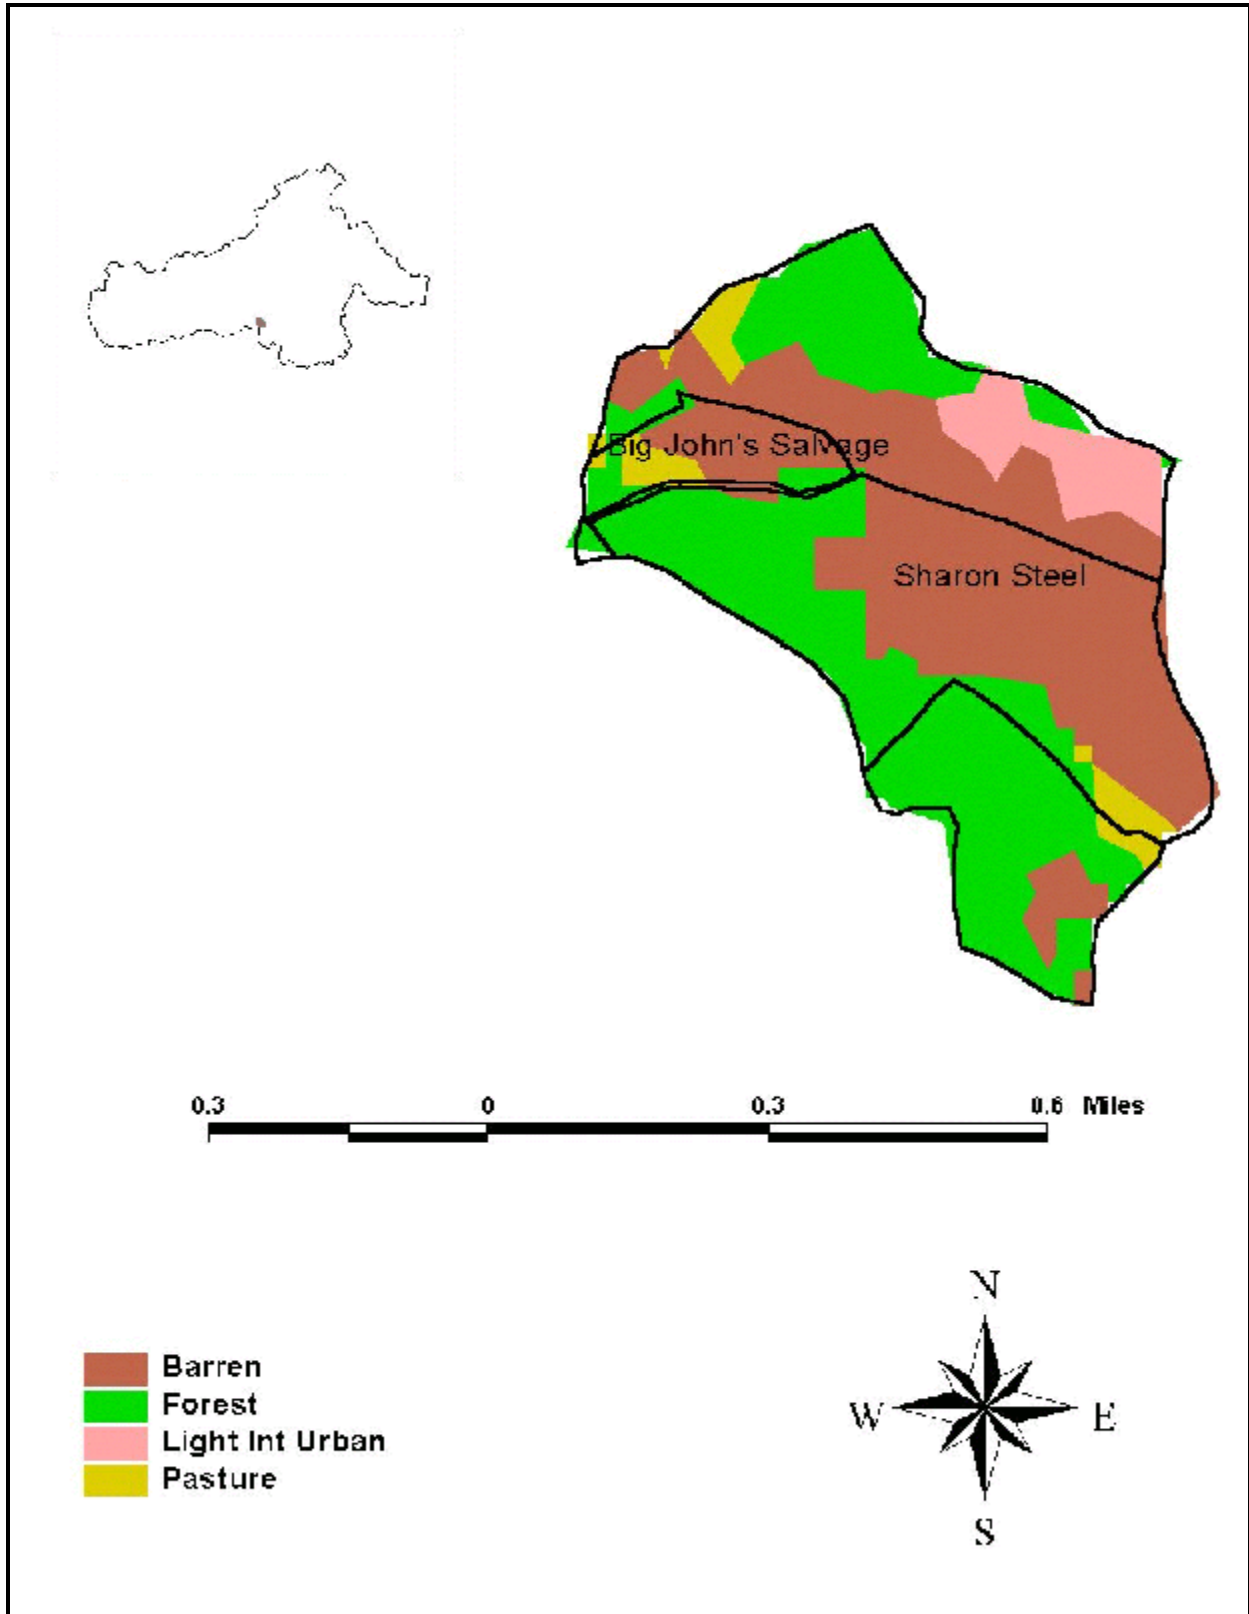 Big John's Salvage
Sharon Steel
0.3 0 0.3 0.6 Miles
N
W E
S
Barren
Forest
Light Int Urban
Pasture